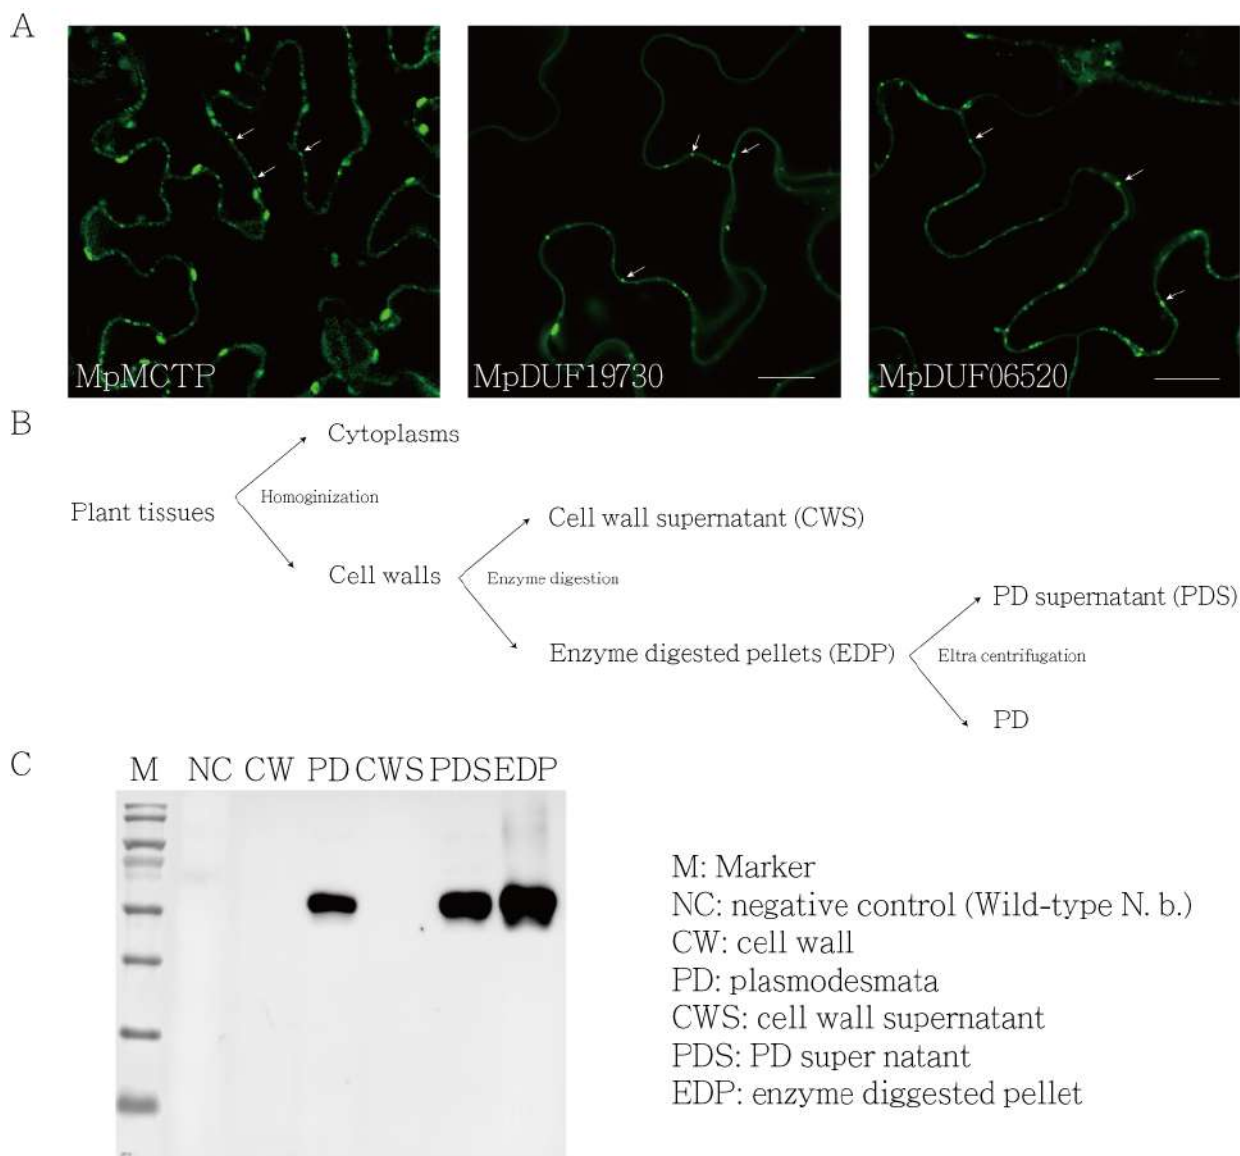 A
MpMCTP
MpDUF19730
MpDUF06520
B
Cytoplasms
Homoginization
Plant tissues
Cell wall supernatant (CWS)
Cell walls
Enzyme digestion
PD supernatant (PDS)
Enzyme digested pellets (EDP)
Eltra centrifugation
PD
C
M NC CW PD CWS PDS EDP
M: Marker
NC: negative control (Wild-type N. b.)
CW: cell wall
PD: plasmodesmata
CWS: cell wall supernatant
PDS: PD super natant
EDP: enzyme diggested pellet